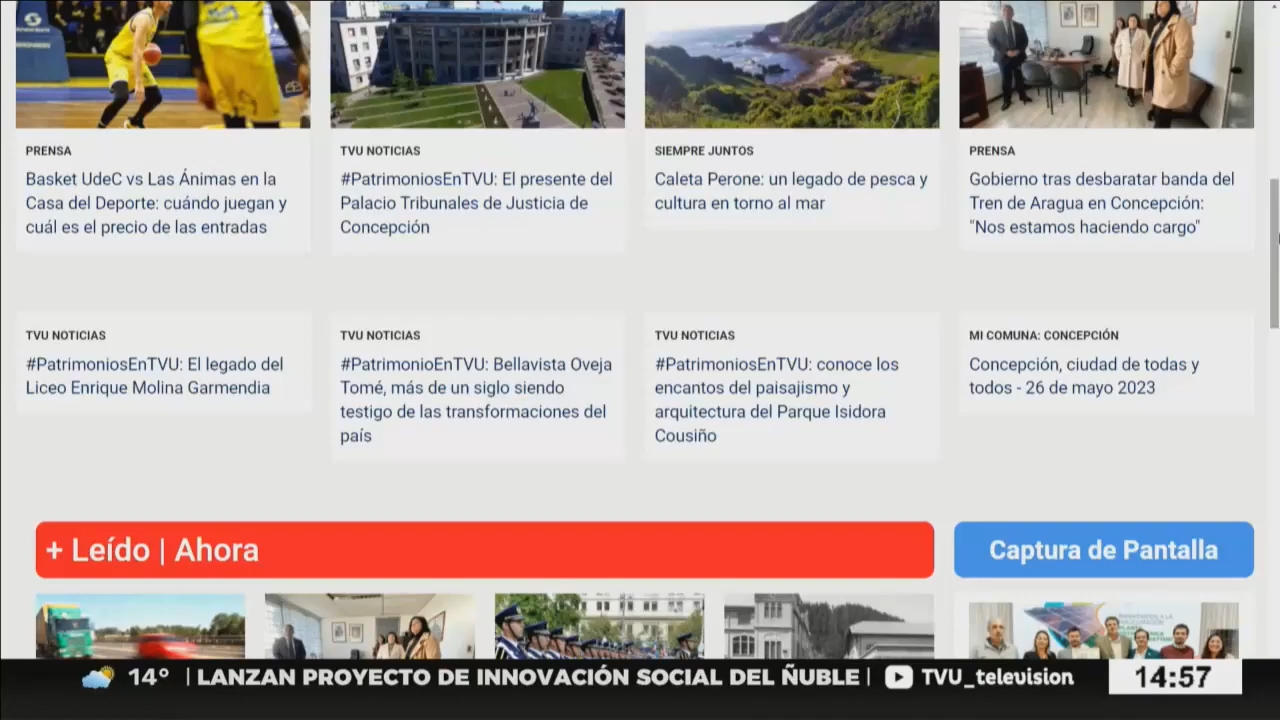 PRENSA
Basket UdeC vs Las Ánimas en la
Casa del Deporte: cuándo juegan y
cuál es el precio de las entradas
TVU NOTICIAS
#PatrimoniosEnTVU: El presente del
Palacio Tribunales de Justicia de
Concepción
SIEMPRE JUNTOS
Caleta Perone: un legado de pesca y
cultura en torno al mar
PRENSA
Gobierno tras desbaratar banda del
Tren de Aragua en Concepción:
"Nos estamos haciendo cargo"
TVU NOTICIAS
#PatrimoniosEnTVU: El legado del
Liceo Enrique Molina Garmendia
TVU NOTICIAS
#PatrimonioEnTVU: Bellavista Oveja
Tomé, más de un siglo siendo
testigo de las transformaciones del
país
TVU NOTICIAS
#PatrimoniosEnTVU: conoce los
encantos del paisajismo y
arquitectura del Parque Isidora
Cousiño
MI COMUNA: CONCEPCIÓN
Concepción, ciudad de todas y
todos - 26 de mayo 2023
+ Leído | Ahora
Captura de Pantalla
14° | LANZAN PROYECTO DE INNOVACIÓN SOCIAL DEL ÑUBLE | TVU_television
14:57